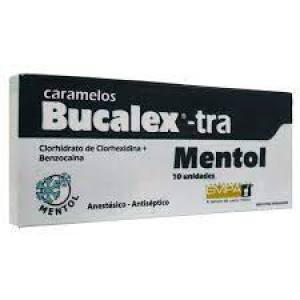 caramelos
Bucalex®-tra
Clorhidrato de Clorhexidina +
Benzocaína
Mentol
10 unidades
MENTOL
Anestésico - Antiséptico